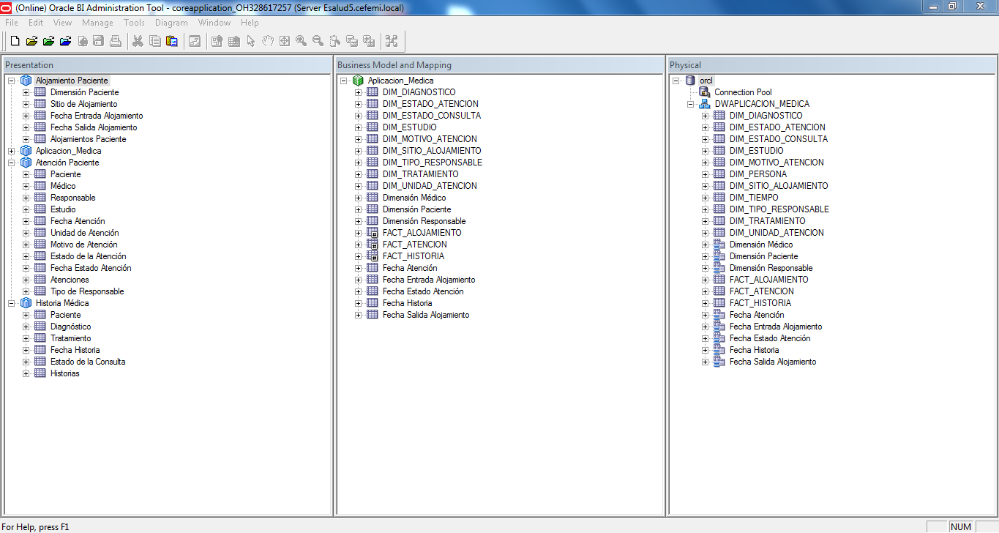 (Online) Oracle BI Administration Tool - coreapplication_OH328617257 (Server Esalud5.cefemi.local)
File Edit View Manage Tools Diagram Window Help
Presentation
Alojamiento Paciente
Dimensión Paciente
Sitio de Alojamiento
Fecha Entrada Alojamiento
Fecha Salida Alojamiento
Alojamientos Paciente
Aplicacion_Medica
Atención Paciente
Paciente
Médico
Responsable
Estudio
Fecha Atención
Unidad de Atención
Motivo de Atención
Estado de la Atención
Fecha Estado Atención
Atenciones
Tipo de Responsable
Historia Médica
Paciente
Diagnóstico
Tratamiento
Fecha Historia
Estado de la Consulta
Historias
Business Model and Mapping
Aplicacion_Medica
DIM_DIAGNOSTICO
DIM_ESTADO_ATENCION
DIM_ESTADO_CONSULTA
DIM_ESTUDIO
DIM_MOTIVO_ATENCION
DIM_SITIO_ALOJAMIENTO
DIM_TIPO_RESPONSABLE
DIM_TRATAMIENTO
DIM_UNIDAD_ATENCION
Dimensión Médico
Dimensión Paciente
Dimensión Responsable
FACT_ALOJAMIENTO
FACT_ATENCION
FACT_HISTORIA
Fecha Atención
Fecha Entrada Alojamiento
Fecha Estado Atención
Fecha Historia
Fecha Salida Alojamiento
Physical
orcl
Connection Pool
DWAPLICACION_MEDICA
DIM_DIAGNOSTICO
DIM_ESTADO_ATENCION
DIM_ESTADO_CONSULTA
DIM_ESTUDIO
DIM_MOTIVO_ATENCION
DIM_PERSONA
DIM_SITIO_ALOJAMIENTO
DIM_TIEMPO
DIM_TIPO_RESPONSABLE
DIM_TRATAMIENTO
DIM_UNIDAD_ATENCION
Dimensión Médico
Dimensión Paciente
Dimensión Responsable
FACT_ALOJAMIENTO
FACT_ATENCION
FACT_HISTORIA
Fecha Atención
Fecha Entrada Alojamiento
Fecha Estado Atención
Fecha Historia
Fecha Salida Alojamiento
For Help, press F1
NUM